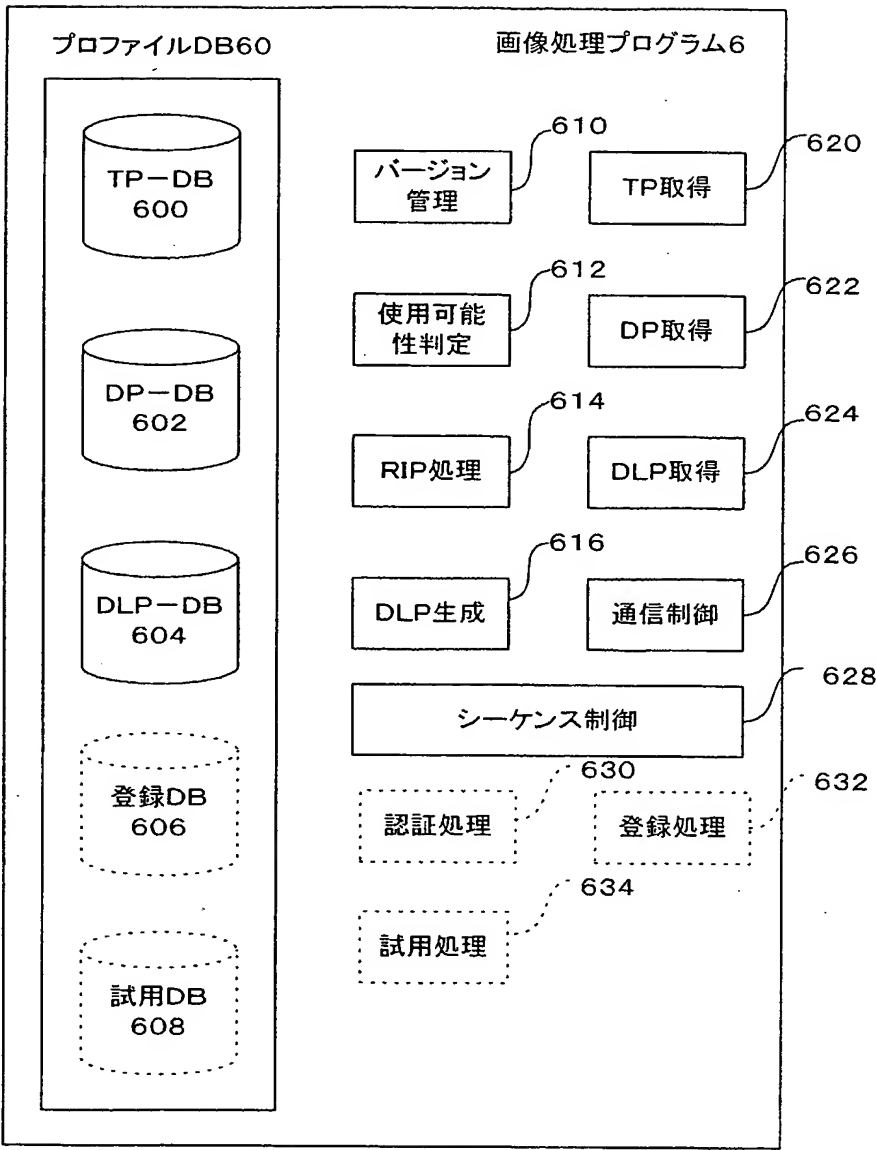 プロファイルDB60
画像処理プログラム6
TP－DB
600
DP－DB
602
DLP－DB
604
登録DB
606
試用DB
608
610
バージョン
管理
620
TP取得
612
使用可能
性判定
622
DP取得
614
RIP処理
624
DLP取得
616
DLP生成
626
通信制御
628
シーケンス制御
630
認証処理
632
登録処理
634
試用処理